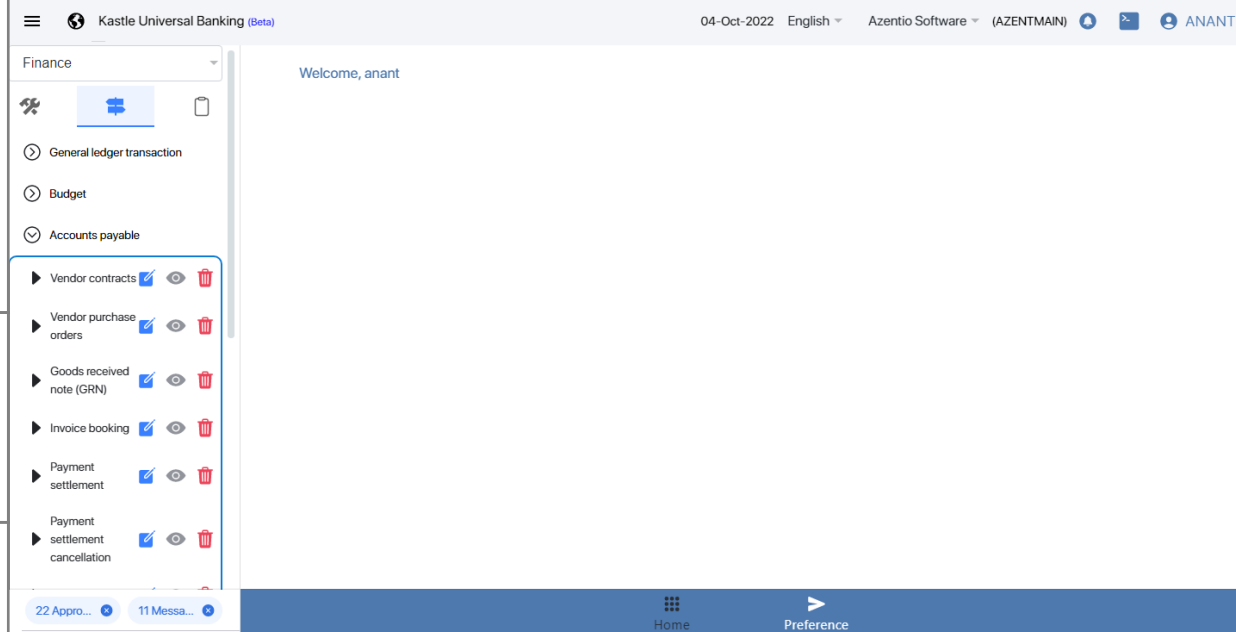 Kastle Universal Banking (Beta)
04-Oct-2022 English Azentio Software (AZENTMAIN) ANANT
Finance
Welcome, anant
General ledger transaction
Budget
Accounts payable
Vendor contracts
Vendor purchase
orders
Goods received
note (GRN)
Invoice booking
Payment
settlement
Payment
settlement
cancellation
22 Appro... 11 Messa...
Home
Preference